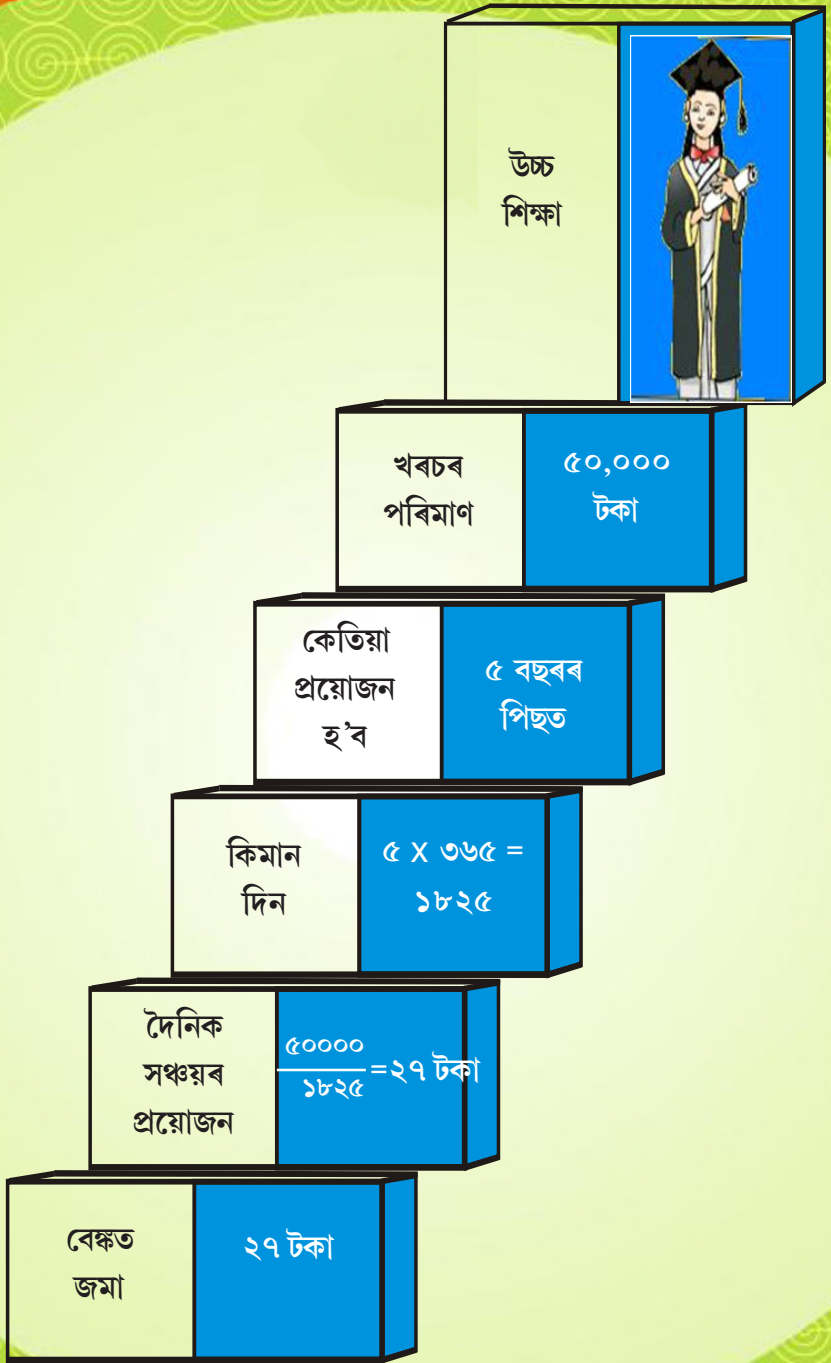 উচ্চ
শিক্ষা
খৰচৰ
পৰিমাণ
৫০,০০০
টকা
কেতিয়া
প্ৰয়োজন
হ’ব
৫ বছৰৰ
পিছত
কিমান
দিন
৫ X ৩৬৫ =
১৮২৫
দৈনিক
সঞ্চয়ৰ
প্ৰয়োজন
৫০০০০
১৮২৫
=২৭ টকা
বেঙ্কত
জমা
২৭ টকা